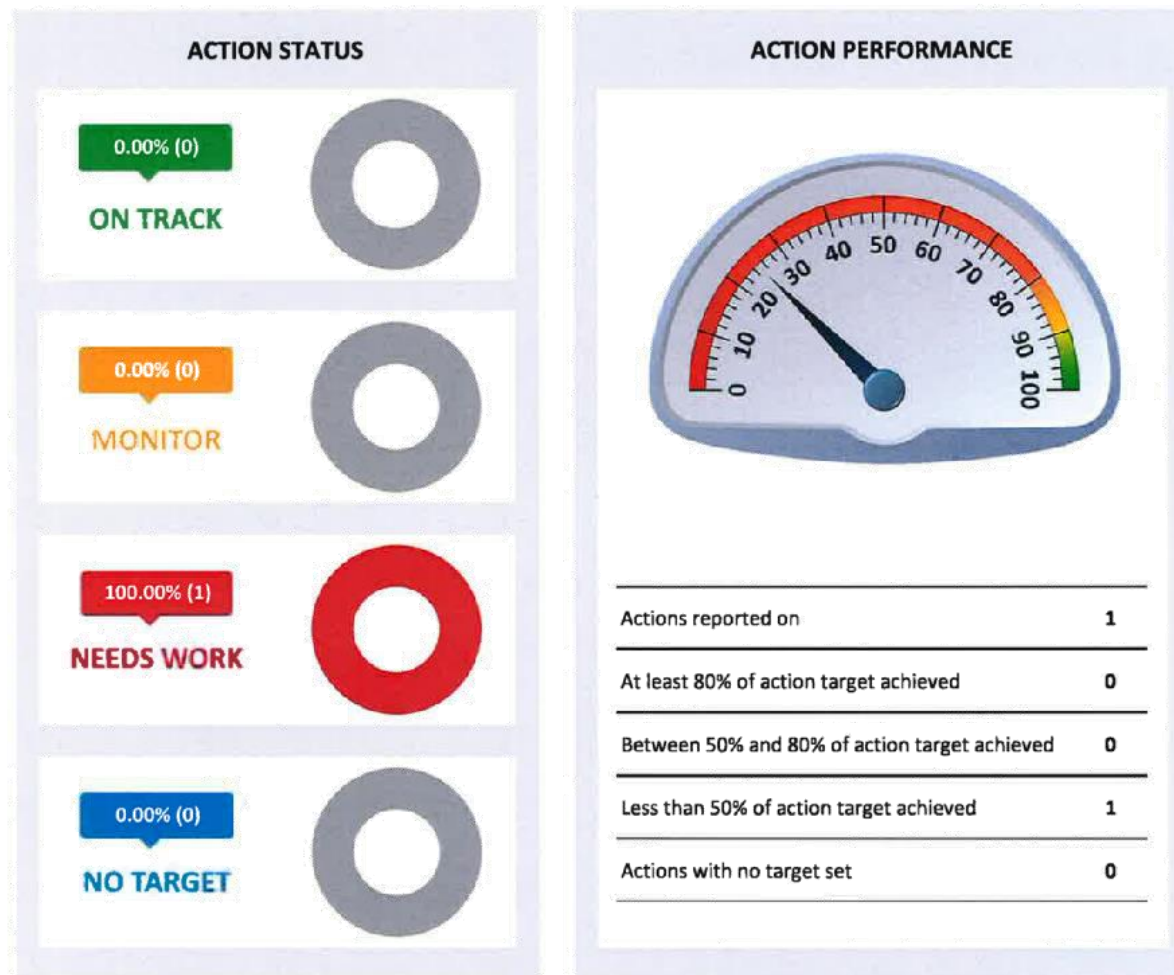 ACTION STATUS
0.00% (0)
ON TRACK
0.00% (0)
MONITOR
100.00% (1)
NEEDS WORK
0.00% (0)
NO TARGET
ACTION PERFORMANCE
0 10 20 30 40 50 60 70 80 90 100
Actions reported on 1
At least 80% of action target achieved 0
Between 50% and 80% of action target achieved 0
Less than 50% of action target achieved 1
Actions with no target set 0